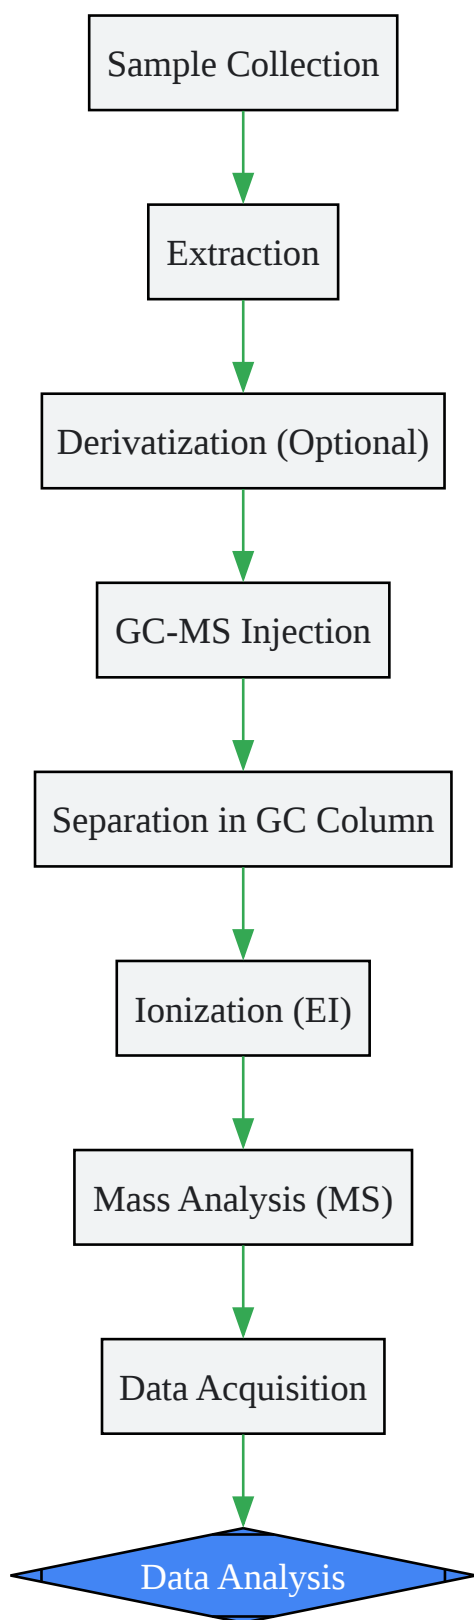 Sample Collection
Extraction
Derivatization (Optional)
GC-MS Injection
Separation in GC Column
Ionization (EI)
Mass Analysis (MS)
Data Acquisition
Data Analysis